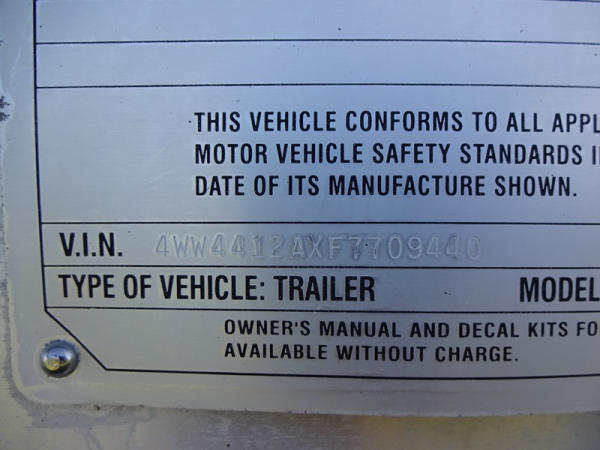 THIS VEHICLE CONFORMS TO ALL APPL
MOTOR VEHICLE SAFETY STANDARDS I
DATE OF ITS MANUFACTURE SHOWN.
V.I.N. 4WW4412AXF7709440
TYPE OF VEHICLE: TRAILER MODEL
OWNER'S MANUAL AND DECAL KITS FO
AVAILABLE WITHOUT CHARGE.